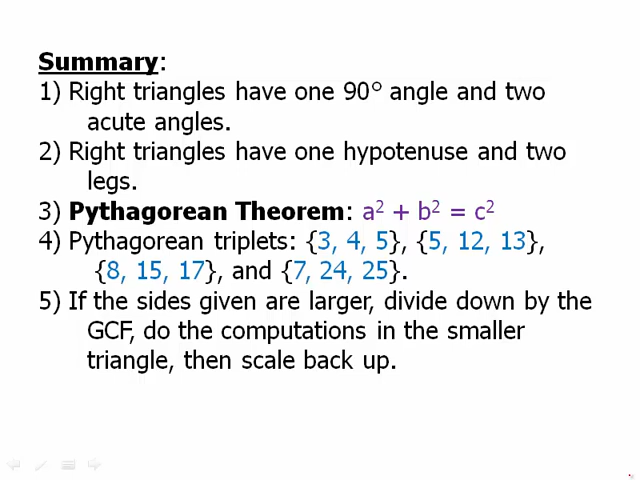 Summary:
1) Right triangles have one 90° angle and two
acute angles.
2) Right triangles have one hypotenuse and two
legs.
3) Pythagorean Theorem: a² + b² = c²
4) Pythagorean triplets: {3, 4, 5}, {5, 12, 13},
{8, 15, 17}, and {7, 24, 25}.
5) If the sides given are larger, divide down by the
GCF, do the computations in the smaller
triangle, then scale back up.